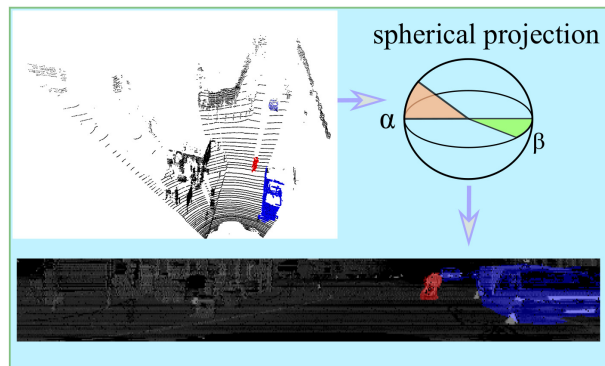 spherical projection
α
β